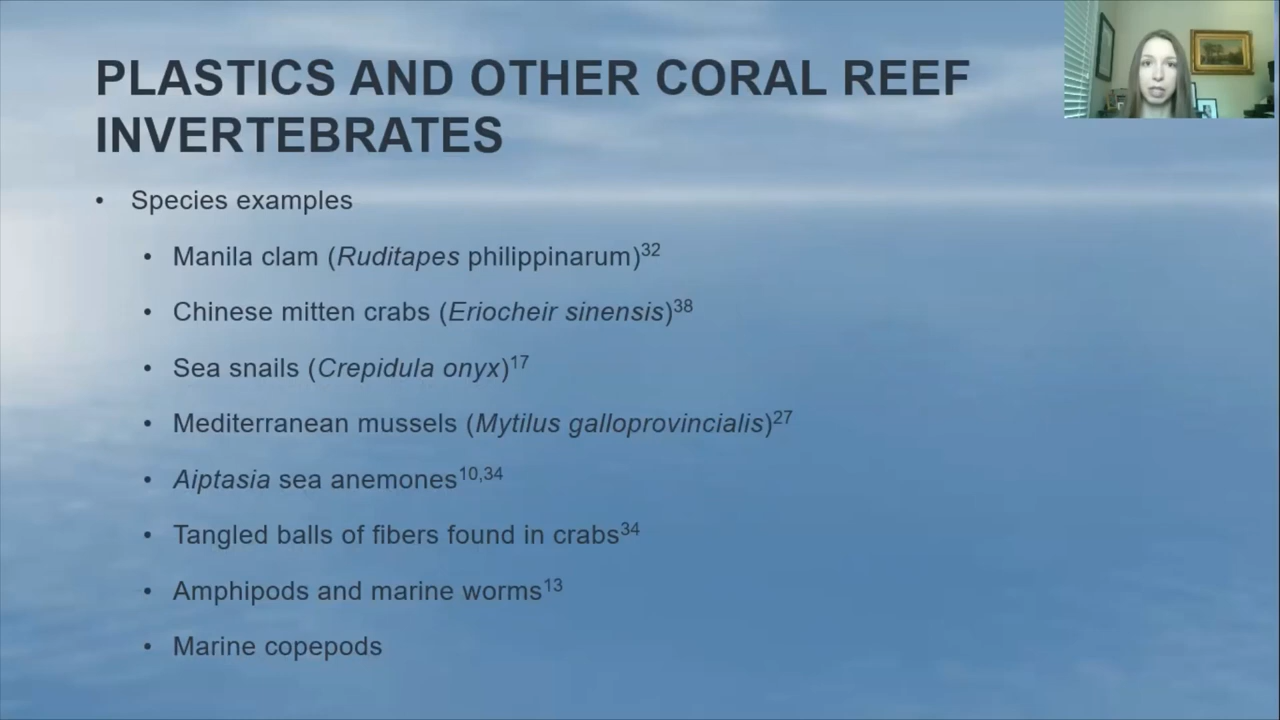 PLASTICS AND OTHER CORAL REEF
INVERTEBRATES
• Species examples
• Manila clam (Ruditapes philippinarum)32
• Chinese mitten crabs (Eriocheir sinensis)38
• Sea snails (Crepidula onyx)17
• Mediterranean mussels (Mytilus galloprovincialis)27
• Aiptasia sea anemones10,34
• Tangled balls of fibers found in crabs34
• Amphipods and marine worms13
• Marine copepods